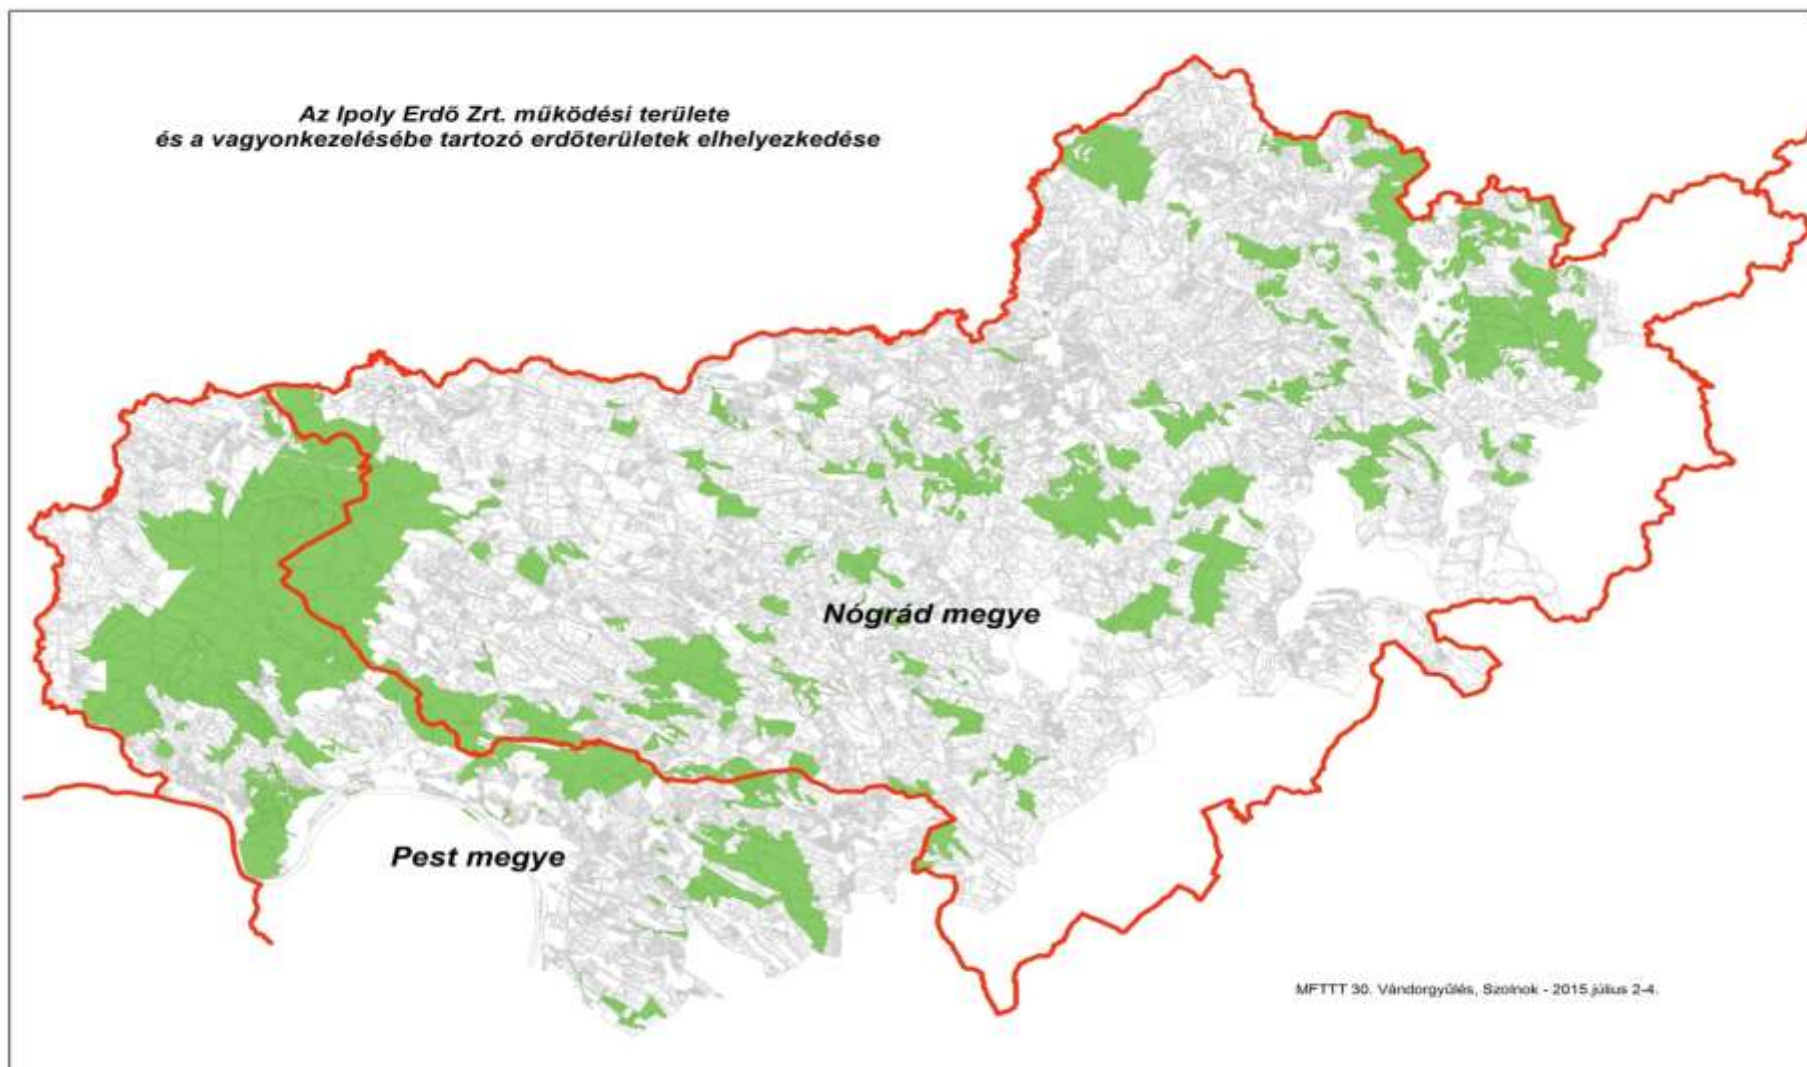 Az Ipoly Erdő Zrt. működési területe
és a vagyonkezelésébe tartozó erdőterületek elhelyezkedése
Nógrád megye
Pest megye
MFTTT 30. Vándorgyűlés, Szolnok - 2015.július 2-4.